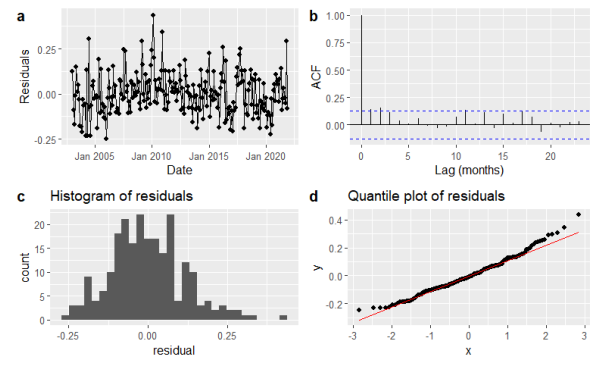 a
0.25
0.00
-0.25
Residuals
Jan 2005
Jan 2010
Jan 2015
Jan 2020
Date
b
1.00
0.75
0.50
0.25
0.00
ACF
0
5
10
15
20
Lag (months)
c
Histogram of residuals
20
15
10
5
0
count
-0.25
0.00
0.25
residual
d
Quantile plot of residuals
0.4
0.2
0.0
-0.2
y
-3
-2
-1
0
1
2
3
x